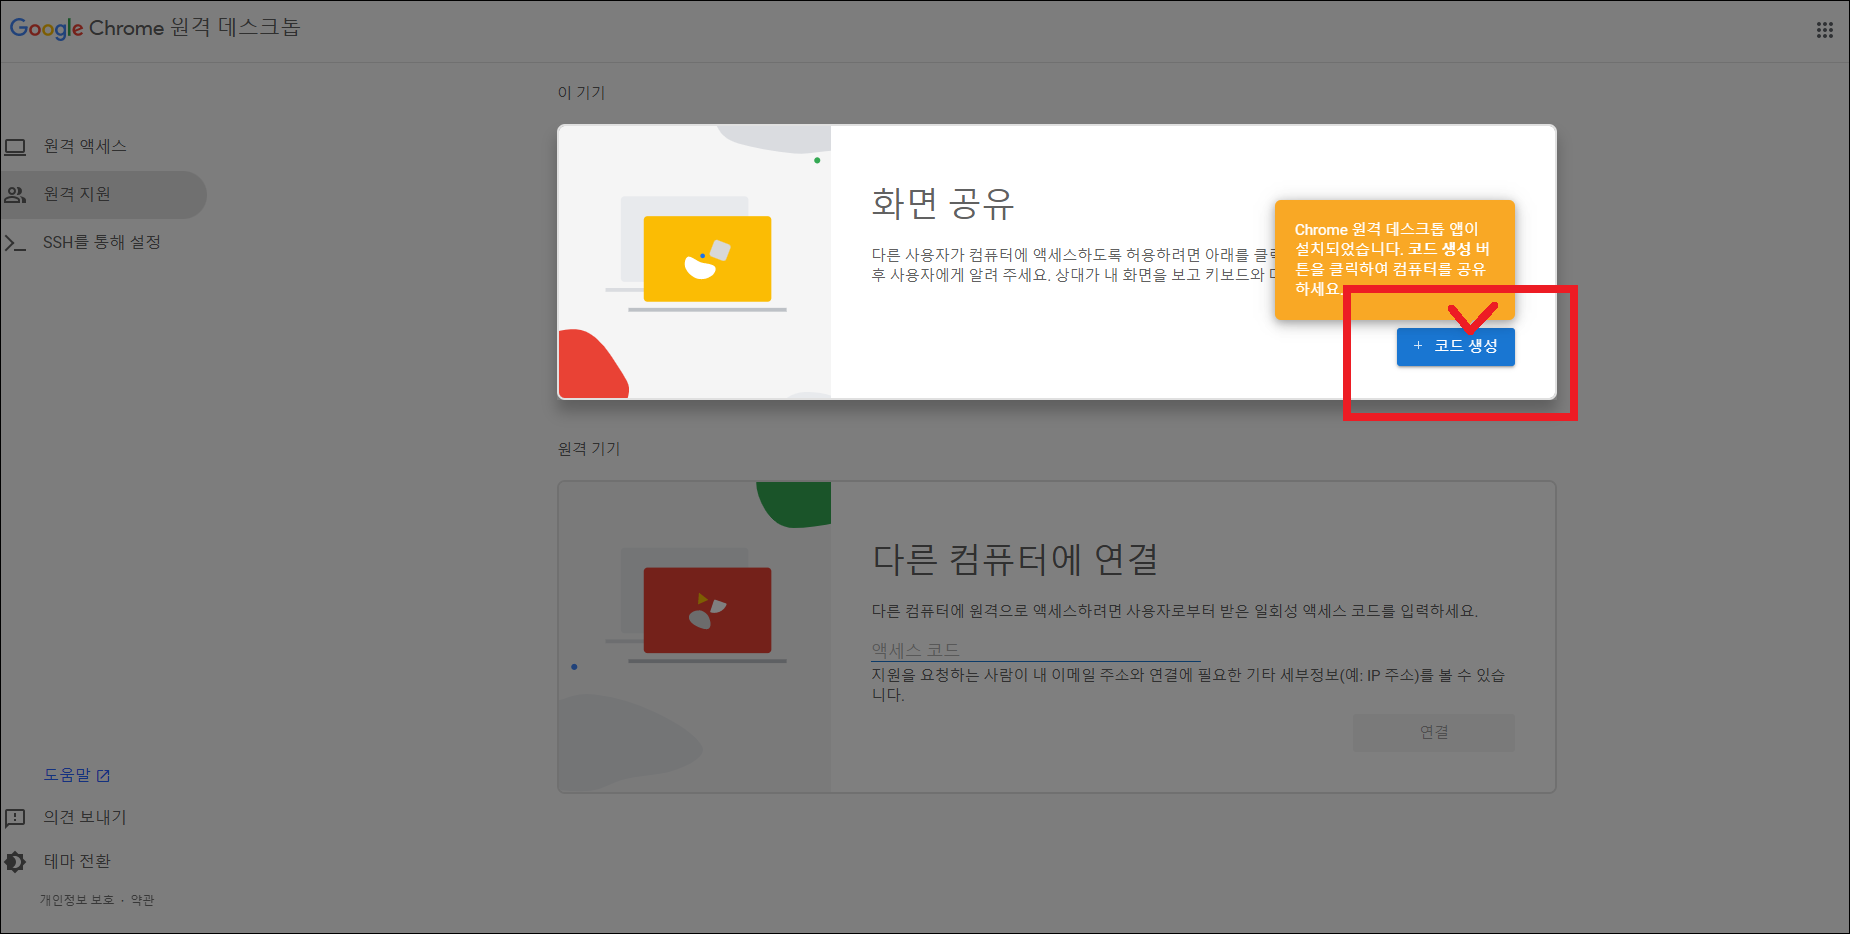 Google Chrome 원격 데스크톱
원격 액세스
원격 지원
SSH를 통해 설정
이 기기
화면 공유
다른 사용자가 컴퓨터에 액세스하도록 허용하려면 아래를 클릭
후 사용자에게 알려 주세요. 상대가 내 화면을 보고 키보드와
Chrome 원격 데스크톱 앱이
설치되었습니다. 코드 생성 버
튼을 클릭하여 컴퓨터를 공유
하세요.
+ 코드 생성
원격 기기
다른 컴퓨터에 연결
다른 컴퓨터에 원격으로 액세스하려면 사용자로부터 받은 일회성 액세스 코드를 입력하세요.
액세스 코드
지원을 요청하는 사람이 내 이메일 주소와 연결에 필요한 기타 세부정보(예: IP 주소)를 볼 수 있습
니다.
연결
도움말
의견 보내기
테마 전환
개인정보 보호 · 약관